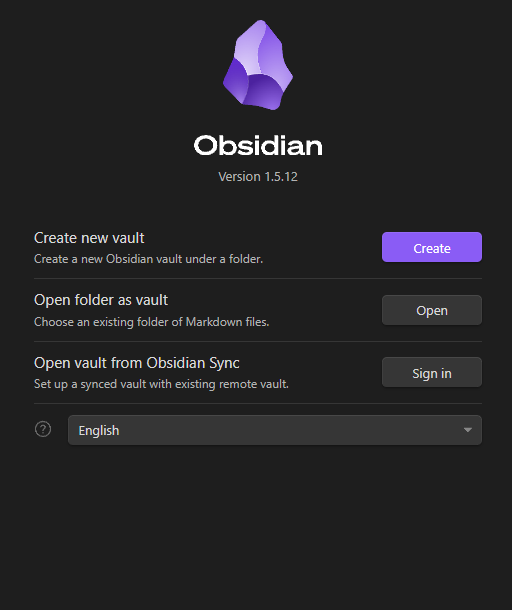 Obsidian
Version 1.5.12
Create new vault
Create a new Obsidian vault under a folder.
Create
Open folder as vault
Choose an existing folder of Markdown files.
Open
Open vault from Obsidian Sync
Set up a synced vault with existing remote vault.
Sign in
?
English